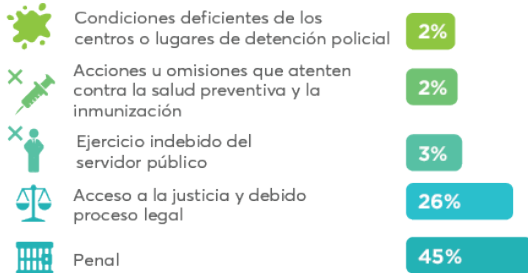 Condiciones deficientes de los
centros o lugares de detención policial
2%
Acciones u omisiones que atenten
contra la salud preventiva y la
inmunización
2%
Ejercicio indebido del
servidor público
3%
Acceso a la justicia y debido
proceso legal
26%
Penal
45%